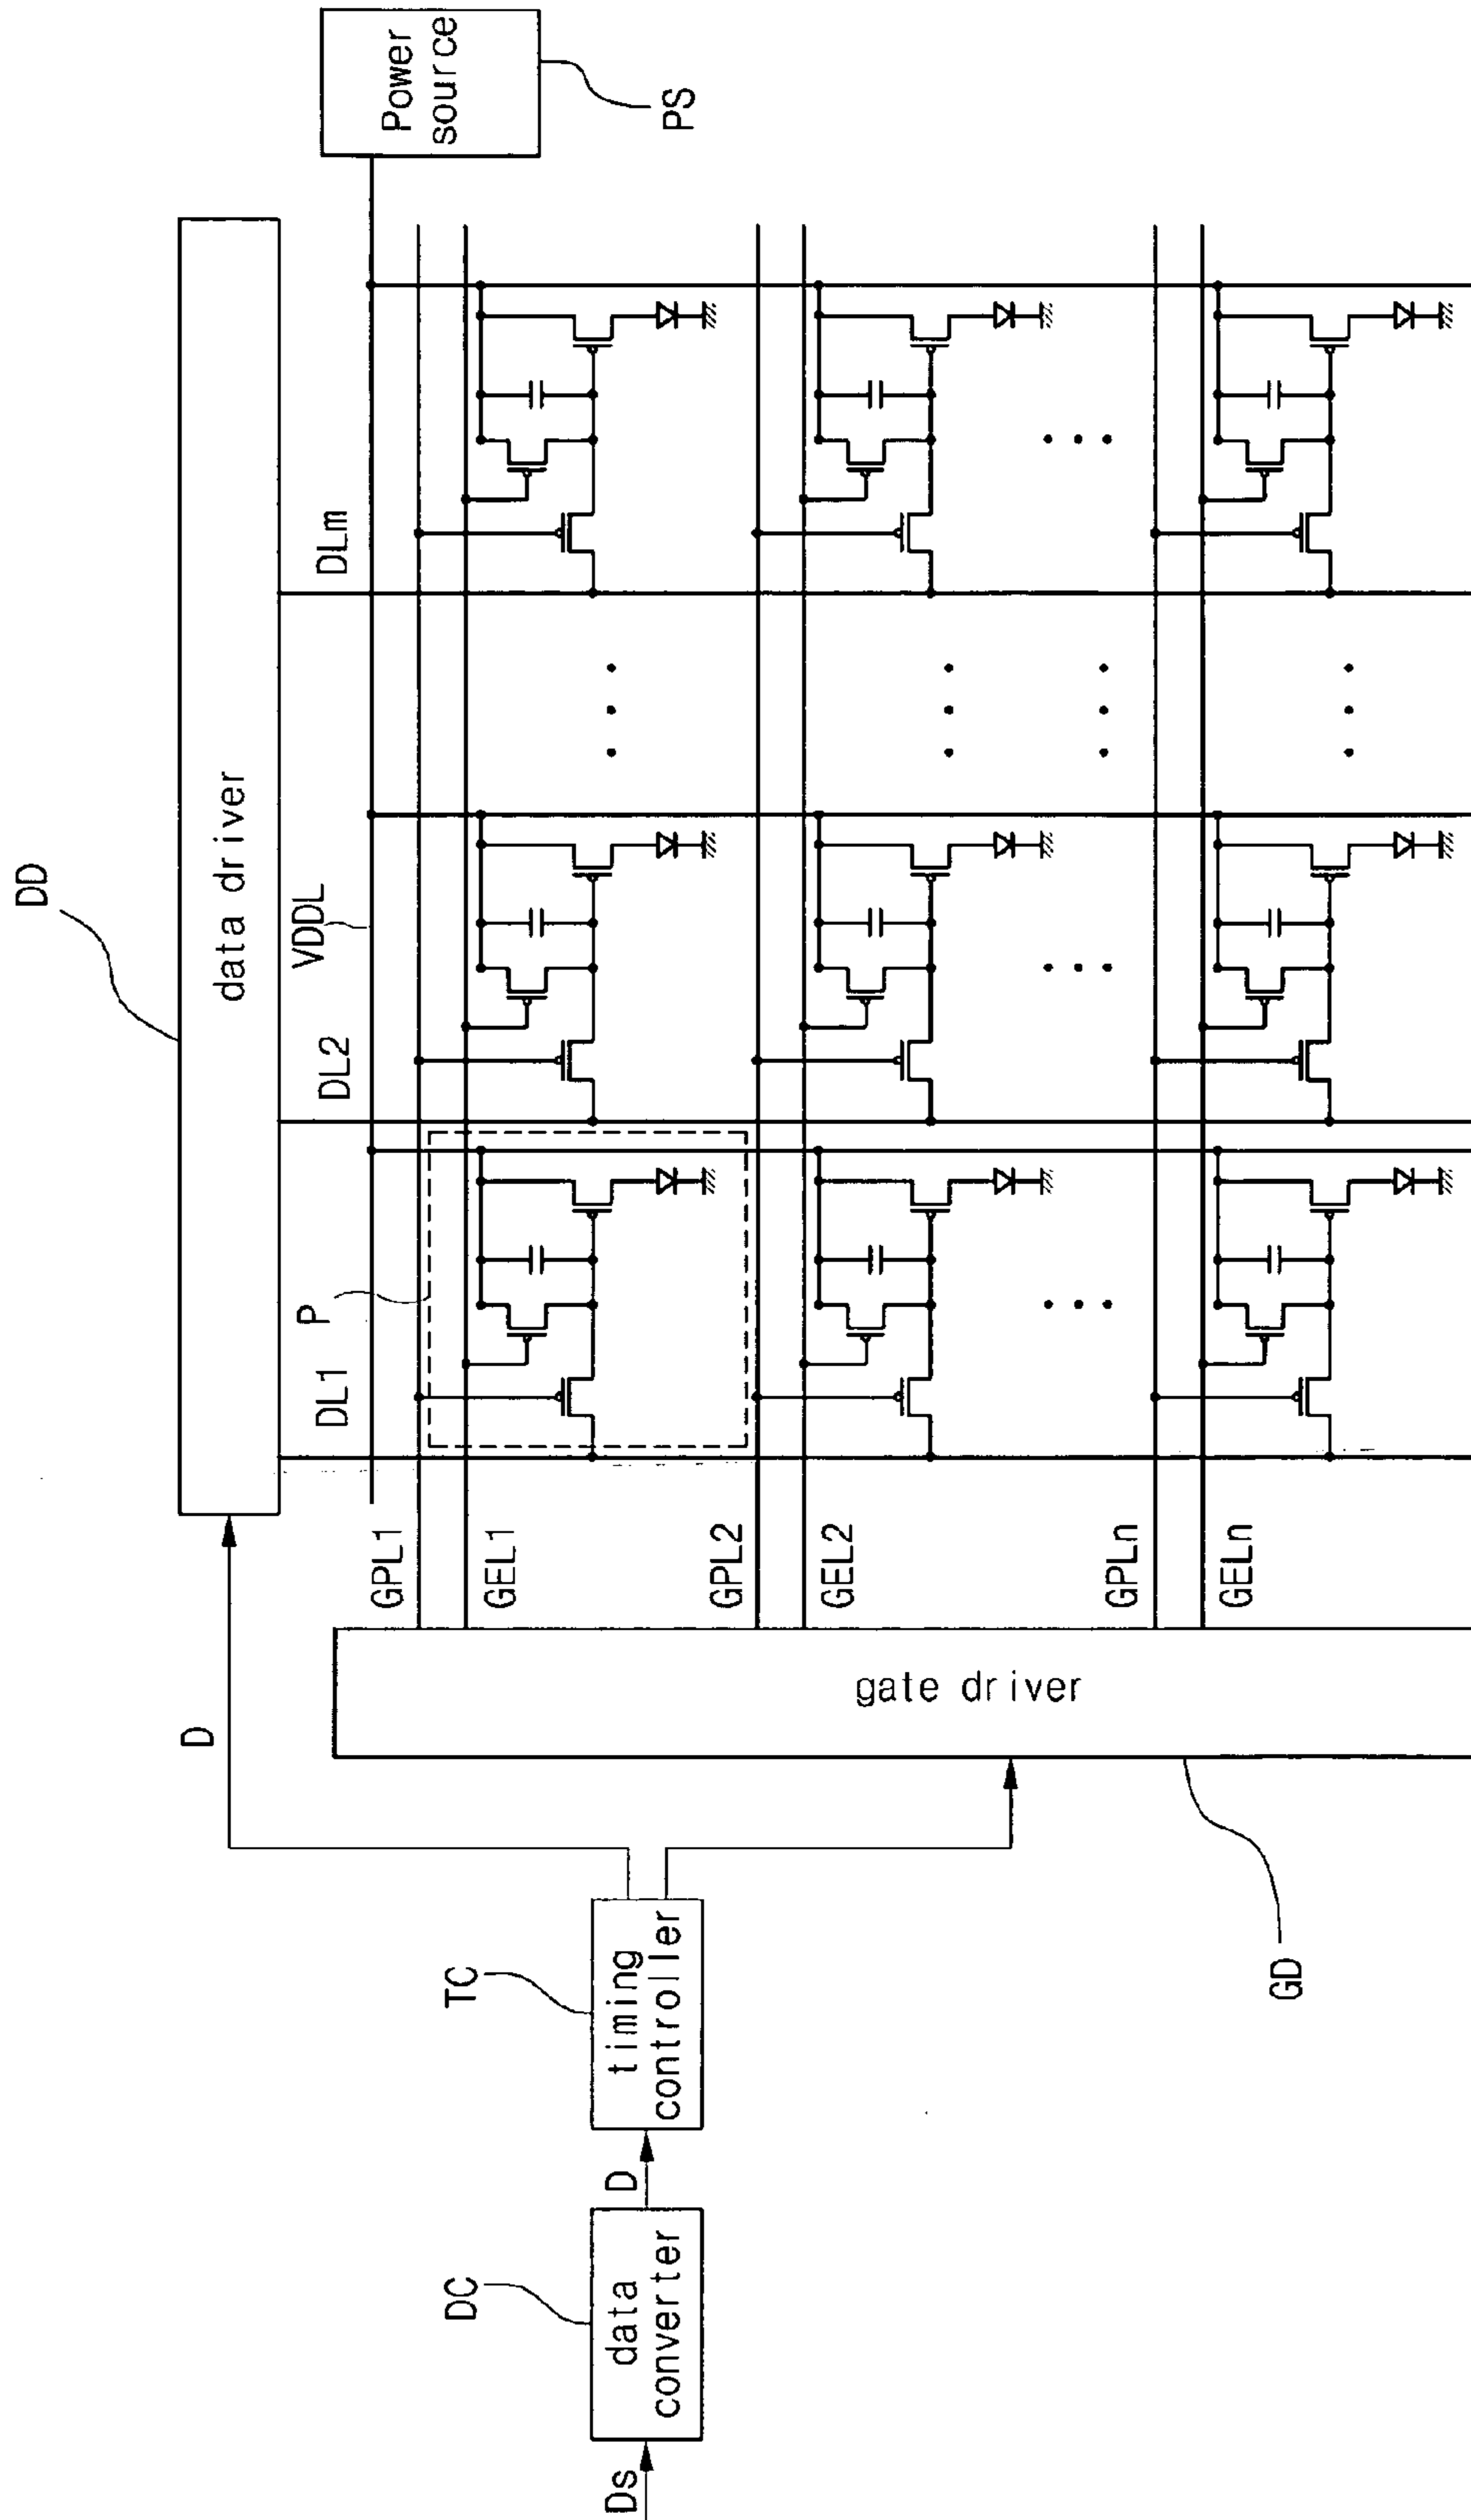 DD
data driver
Power
source
PS
D
DL1
P
DL2
VDDL
DLm
GPL1
GEL1
GPL2
GEL2
GPLn
GELn
gate driver
GD
TC
timing
controller
DC
data
converter
D
Ds